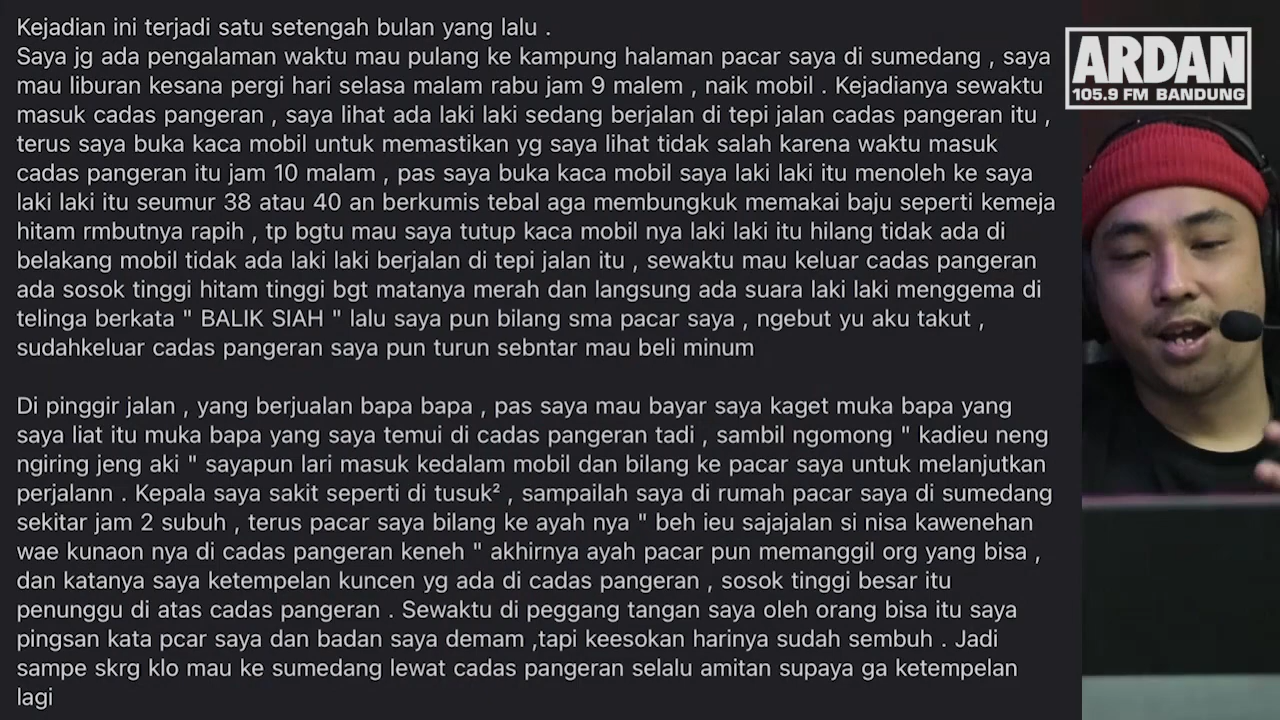 Kejadian ini terjadi satu setengah bulan yang lalu .
Saya jg ada pengalaman waktu mau pulang ke kampung halaman pacar saya di sumedang , saya
mau liburan kesana pergi hari selasa malam rabu jam 9 malem , naik mobil . Kejadianya sewaktu
masuk cadas pangeran , saya lihat ada laki laki sedang berjalan di tepi jalan cadas pangeran itu ,
terus saya buka kaca mobil untuk memastikan yg saya lihat tidak salah karena waktu masuk
cadas pangeran itu jam 10 malam , pas saya buka kaca mobil saya laki laki itu menoleh ke saya
laki laki itu seumur 38 atau 40 an berkumis tebal aga membungkuk memakai baju seperti kemeja
hitam rmbutnya rapih , tp bgtu mau saya tutup kaca mobil nya laki laki itu hilang tidak ada di
belakang mobil tidak ada laki laki berjalan di tepi jalan itu , sewaktu mau keluar cadas pangeran
ada sosok tinggi hitam tinggi bgt matanya merah dan langsung ada suara laki laki menggema di
telinga berkata " BALIK SIAH " lalu saya pun bilang sma pacar saya , ngebut yu aku takut ,
sudahkeluar cadas pangeran saya pun turun sebntar mau beli minum
Di pinggir jalan , yang berjualan bapa bapa , pas saya mau bayar saya kaget muka bapa yang
saya liat itu muka bapa yang saya temui di cadas pangeran tadi , sambil ngomong " kadieu neng
ngiring jeng aki " sayapun lari masuk kedalam mobil dan bilang ke pacar saya untuk melanjutkan
perjalann . Kepala saya sakit seperti di tusuk² , sampailah saya di rumah pacar saya di sumedang
sekitar jam 2 subuh , terus pacar saya bilang ke ayah nya " beh ieu sajajalan si nisa kawenehan
wae kunaon nya di cadas pangeran keneh " akhirnya ayah pacar pun memanggil org yang bisa ,
dan katanya saya ketempelan kuncen yg ada di cadas pangeran , sosok tinggi besar itu
penunggu di atas cadas pangeran . Sewaktu di peggang tangan saya oleh orang bisa itu saya
pingsan kata pcar saya dan badan saya demam ,tapi keesokan harinya sudah sembuh . Jadi
sampe skrg klo mau ke sumedang lewat cadas pangeran selalu amitan supaya ga ketempelan
lagi
ARDAN
105.9 FM BANDUNG